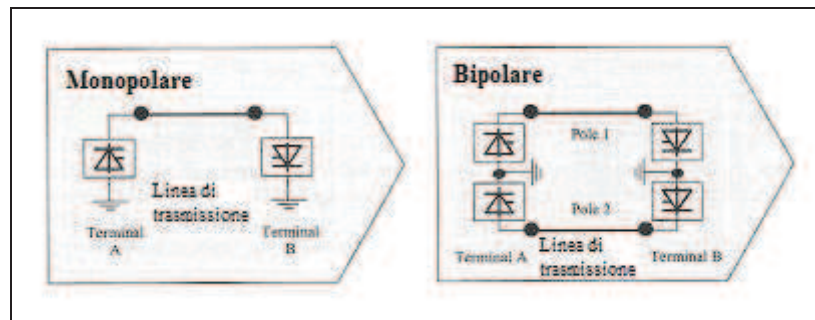 Monopolare
Linea di
trasmissione
Terminal
A
Terminal
B
Bipolare
Pole 1
Pole 2
Terminal A
Linea di
trasmissione
Terminal B